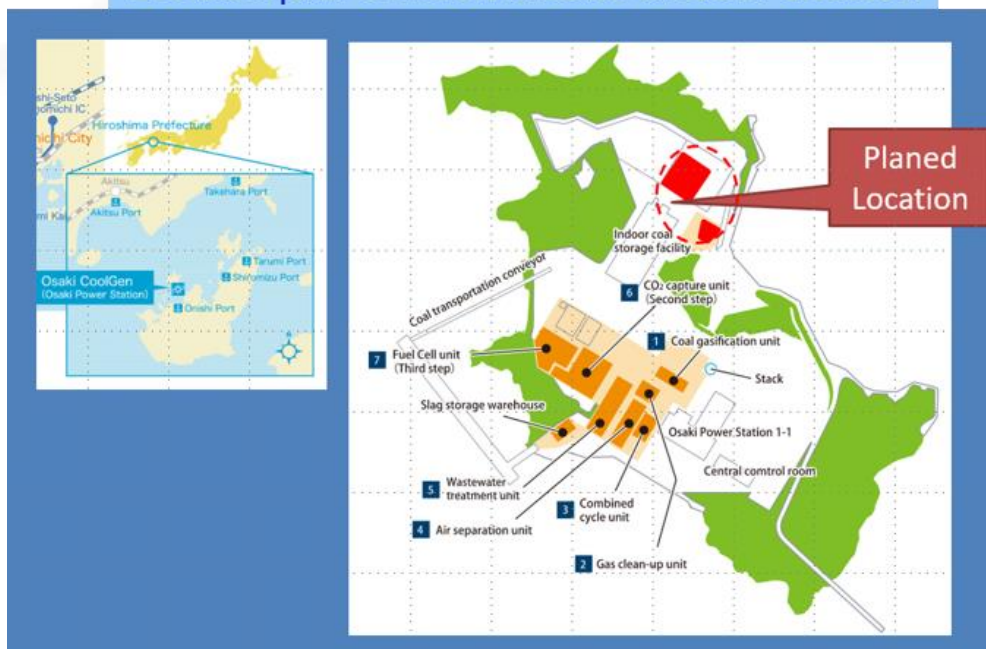 Hiroshima Prefecture
Akitsu
Akitsu Port
Takehara Port
Tarumi Port
Osaki CoolGen
(Osaki Power Station)
Onishi Port
Planed
Location
Indoor coal
storage facility
Coal transportation conveyor
6 CO₂ capture unit
(Second step)
1 Coal gasification unit
7 Fuel Cell unit
(Third step)
Stack
Slag storage warehouse
Osaki Power Station 1-1
Central comtrol room
5 Wastewater
treatment unit
3 Combined
cycle unit
4 Air separation unit
2 Gas clean-up unit